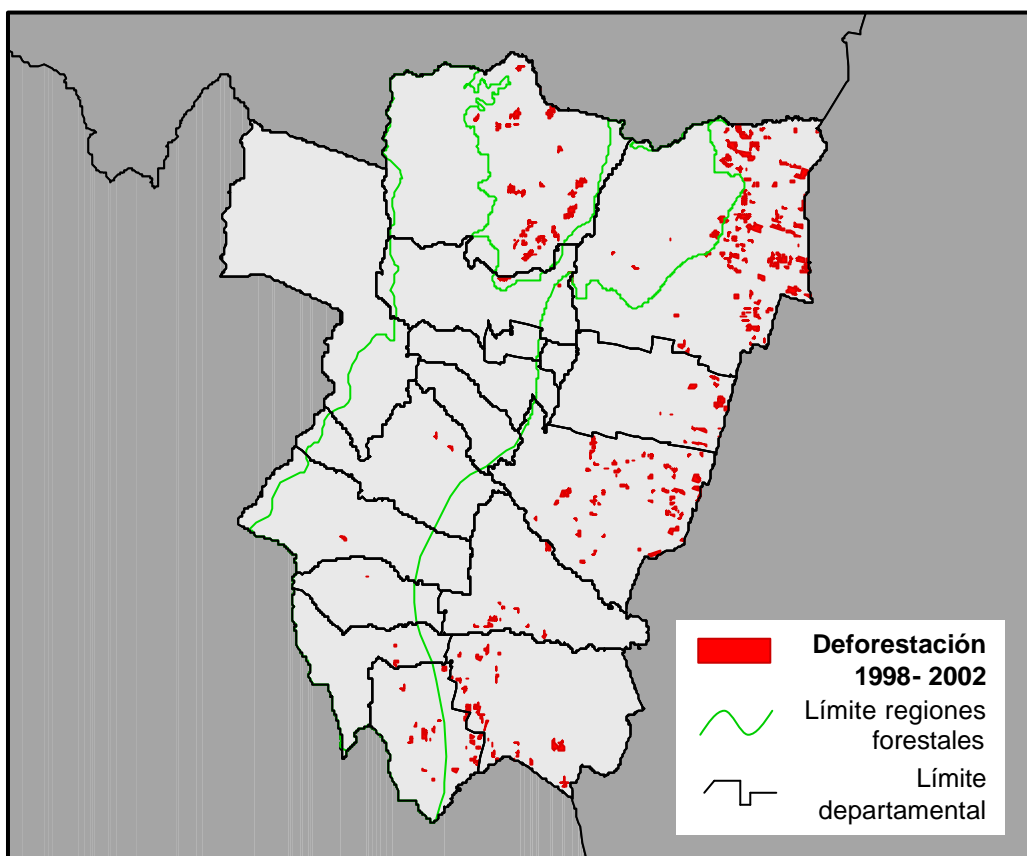 Deforestación
1998- 2002
Límite regiones
forestales
Límite
departamental